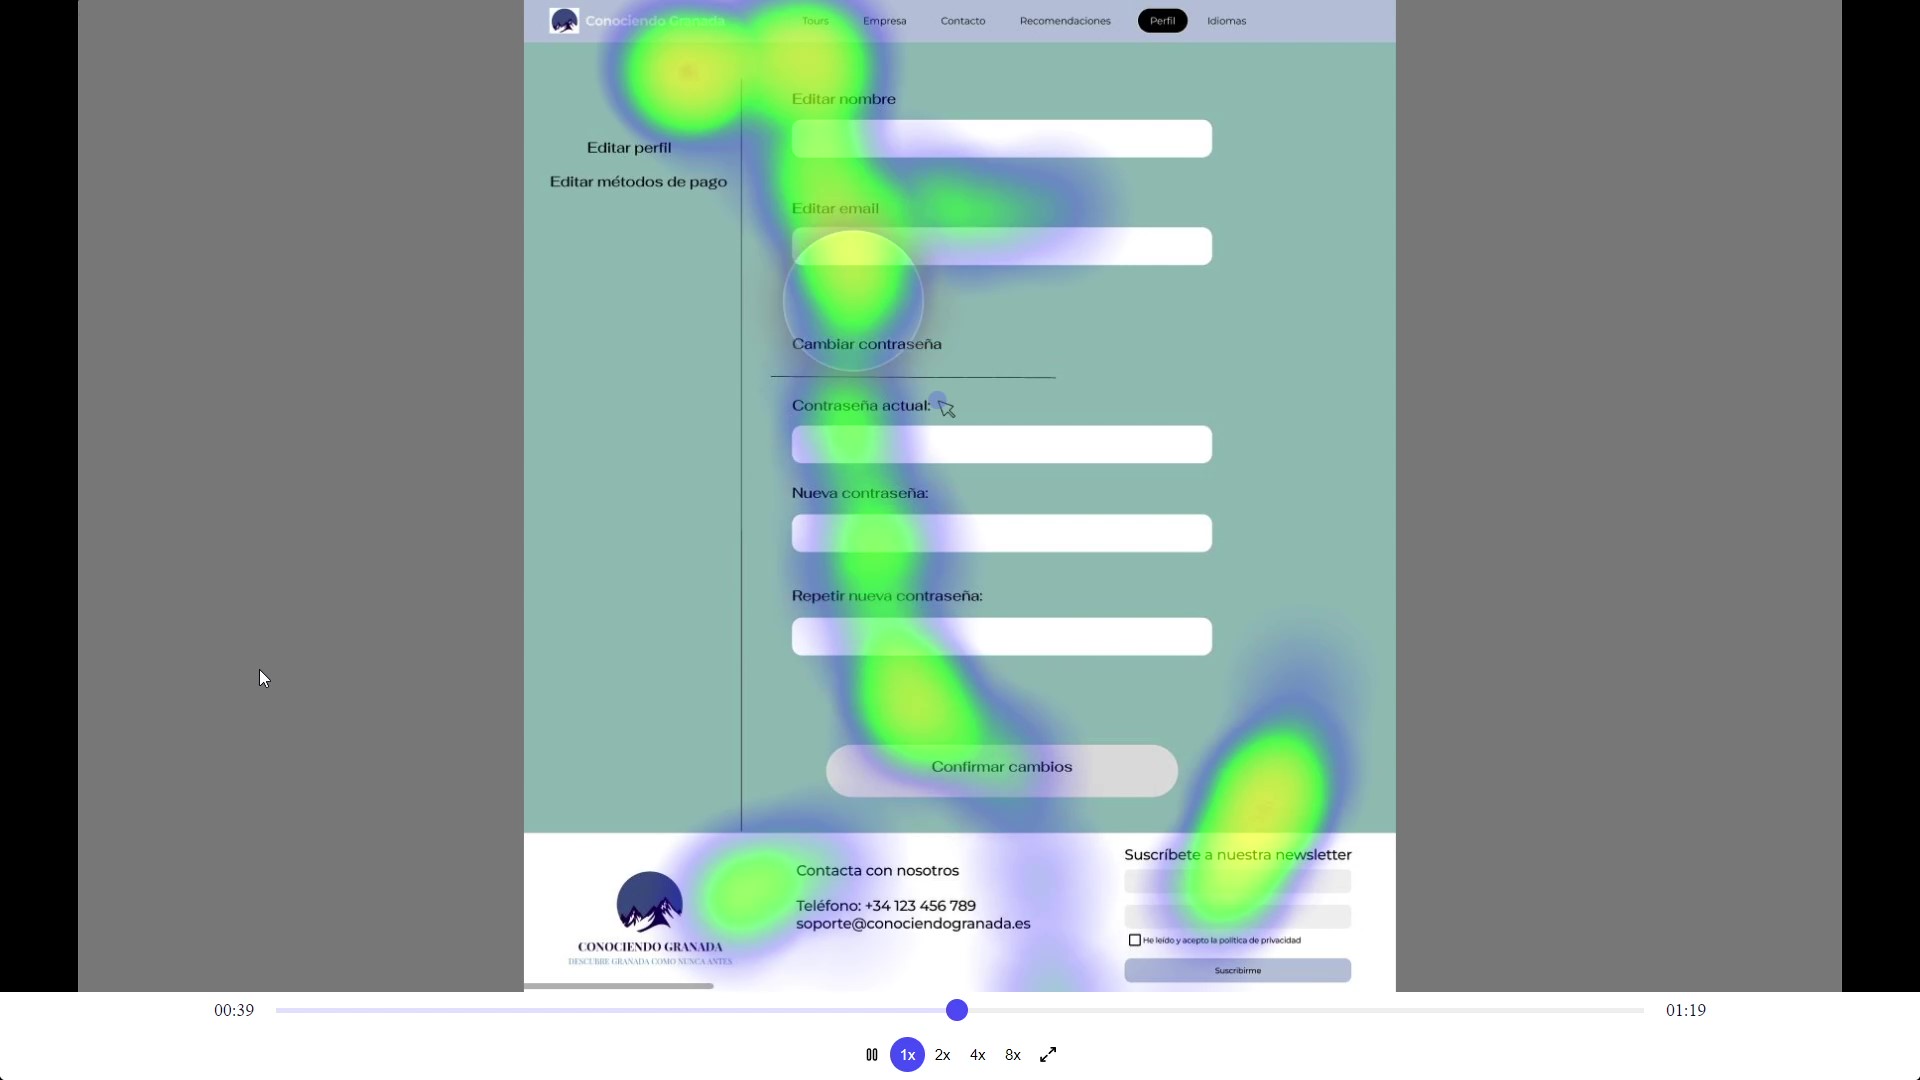 Conociendo Granada
Tours Empresa Contacto Recomendaciones Perfil Idiomas
Editar perfil
Editar métodos de pago
Editar nombre
Editar email
Cambiar contraseña
Contraseña actual:
Nueva contraseña:
Repetir nueva contraseña:
Confirmar cambios
CONOCIENDO GRANADA
DESCUBRE GRANADA COMO NUNCA ANTES
Contacta con nosotros
Teléfono: +34 123 456 789
soporte@conociendogranada.es
Suscríbete a nuestra newsletter
He leído y acepto la política de privacidad
Suscribirme
00:39 01:19
1x 2x 4x 8x